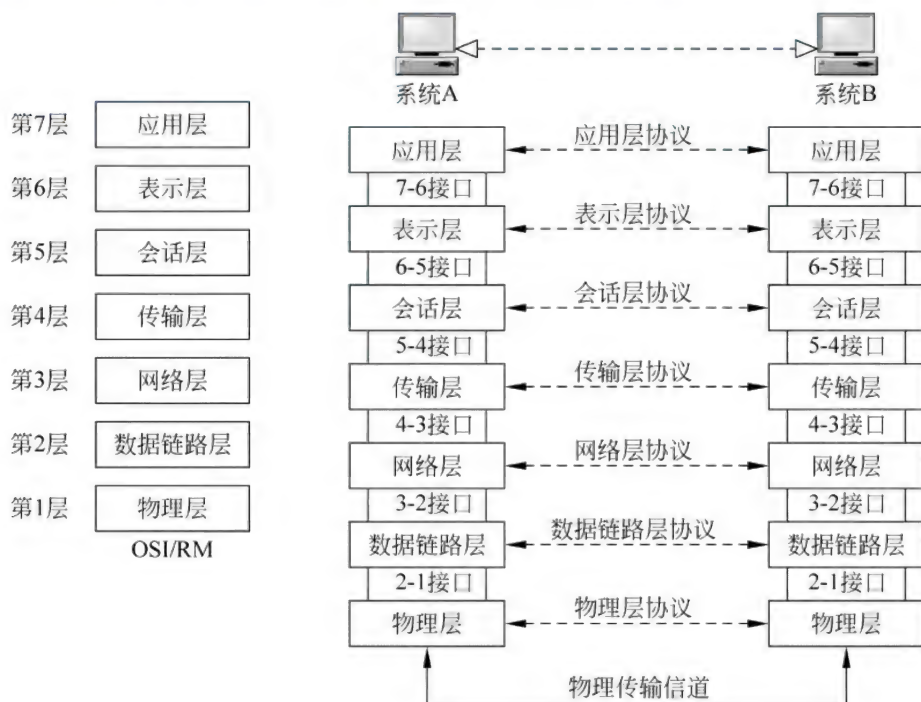 系统A
系统B
第7层
应用层
第6层
表示层
第5层
会话层
第4层
传输层
第3层
网络层
第2层
数据链路层
第1层
物理层
OSI/RM
应用层
应用层协议
应用层
7-6接口
7-6接口
表示层
表示层协议
表示层
6-5接口
6-5接口
会话层
会话层协议
会话层
5-4接口
5-4接口
传输层
传输层协议
传输层
4-3接口
4-3接口
网络层
网络层协议
网络层
3-2接口
3-2接口
数据链路层
数据链路层协议
数据链路层
2-1接口
2-1接口
物理层
物理层协议
物理层
物理传输信道